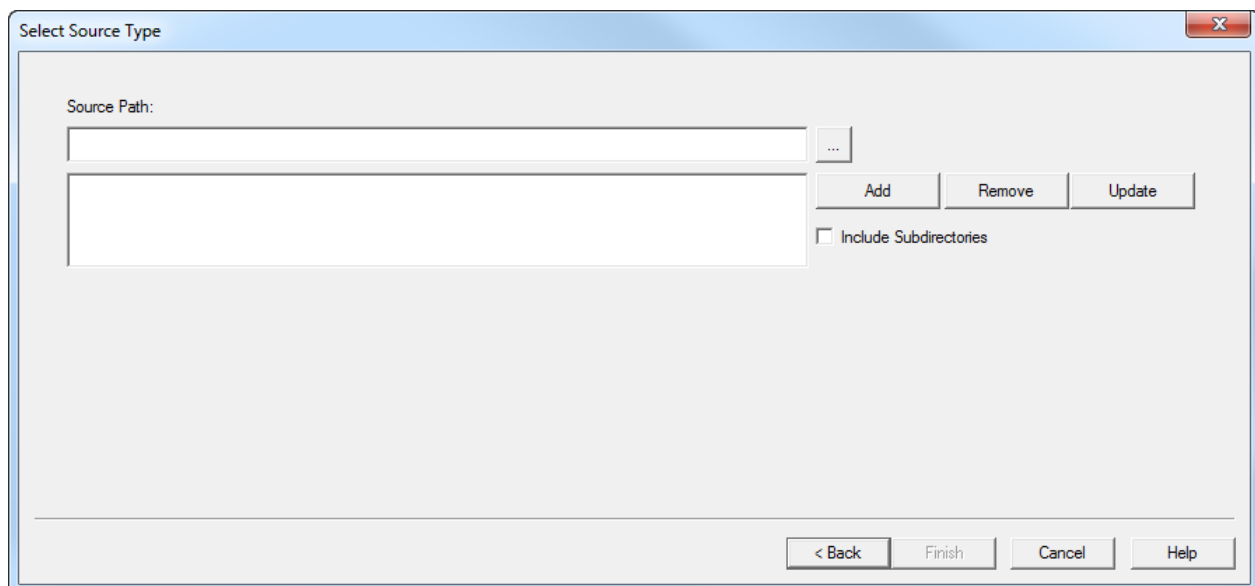 Select Source Type
X
Source Path:
...
Add Remove Update
Include Subdirectories
< Back Finish Cancel Help